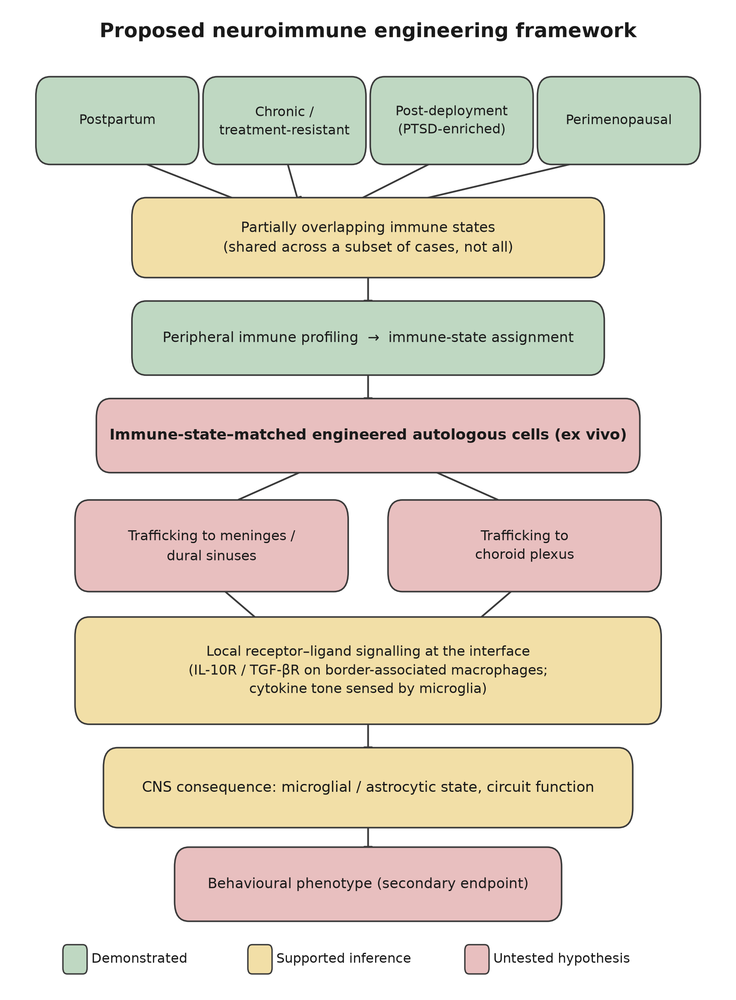 Proposed neuroimmune engineering framework
Postpartum
Chronic /
treatment-resistant
Post-deployment
(PTSD-enriched)
Perimenopausal
Partially overlapping immune states
(shared across a subset of cases, not all)
Peripheral immune profiling → immune-state assignment
Immune-state–matched engineered autologous cells (ex vivo)
Trafficking to meninges /
dural sinuses
Trafficking to
choroid plexus
Local receptor–ligand signalling at the interface
(IL-10R / TGF-βR on border-associated macrophages;
cytokine tone sensed by microglia)
CNS consequence: microglial / astrocytic state, circuit function
Behavioural phenotype (secondary endpoint)
Demonstrated
Supported inference
Untested hypothesis